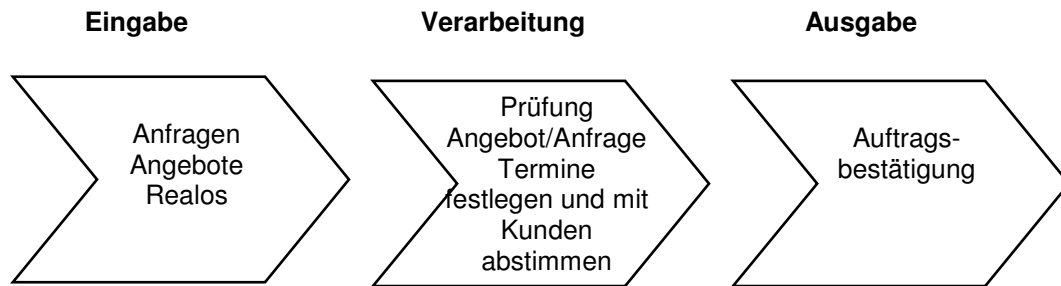 Eingabe
Verarbeitung
Ausgabe
Anfragen
Angebote
Realos
Prüfung
Angebot/Anfrage
Termine
festlegen und mit
Kunden
abstimmen
Auftrags-
bestätigung